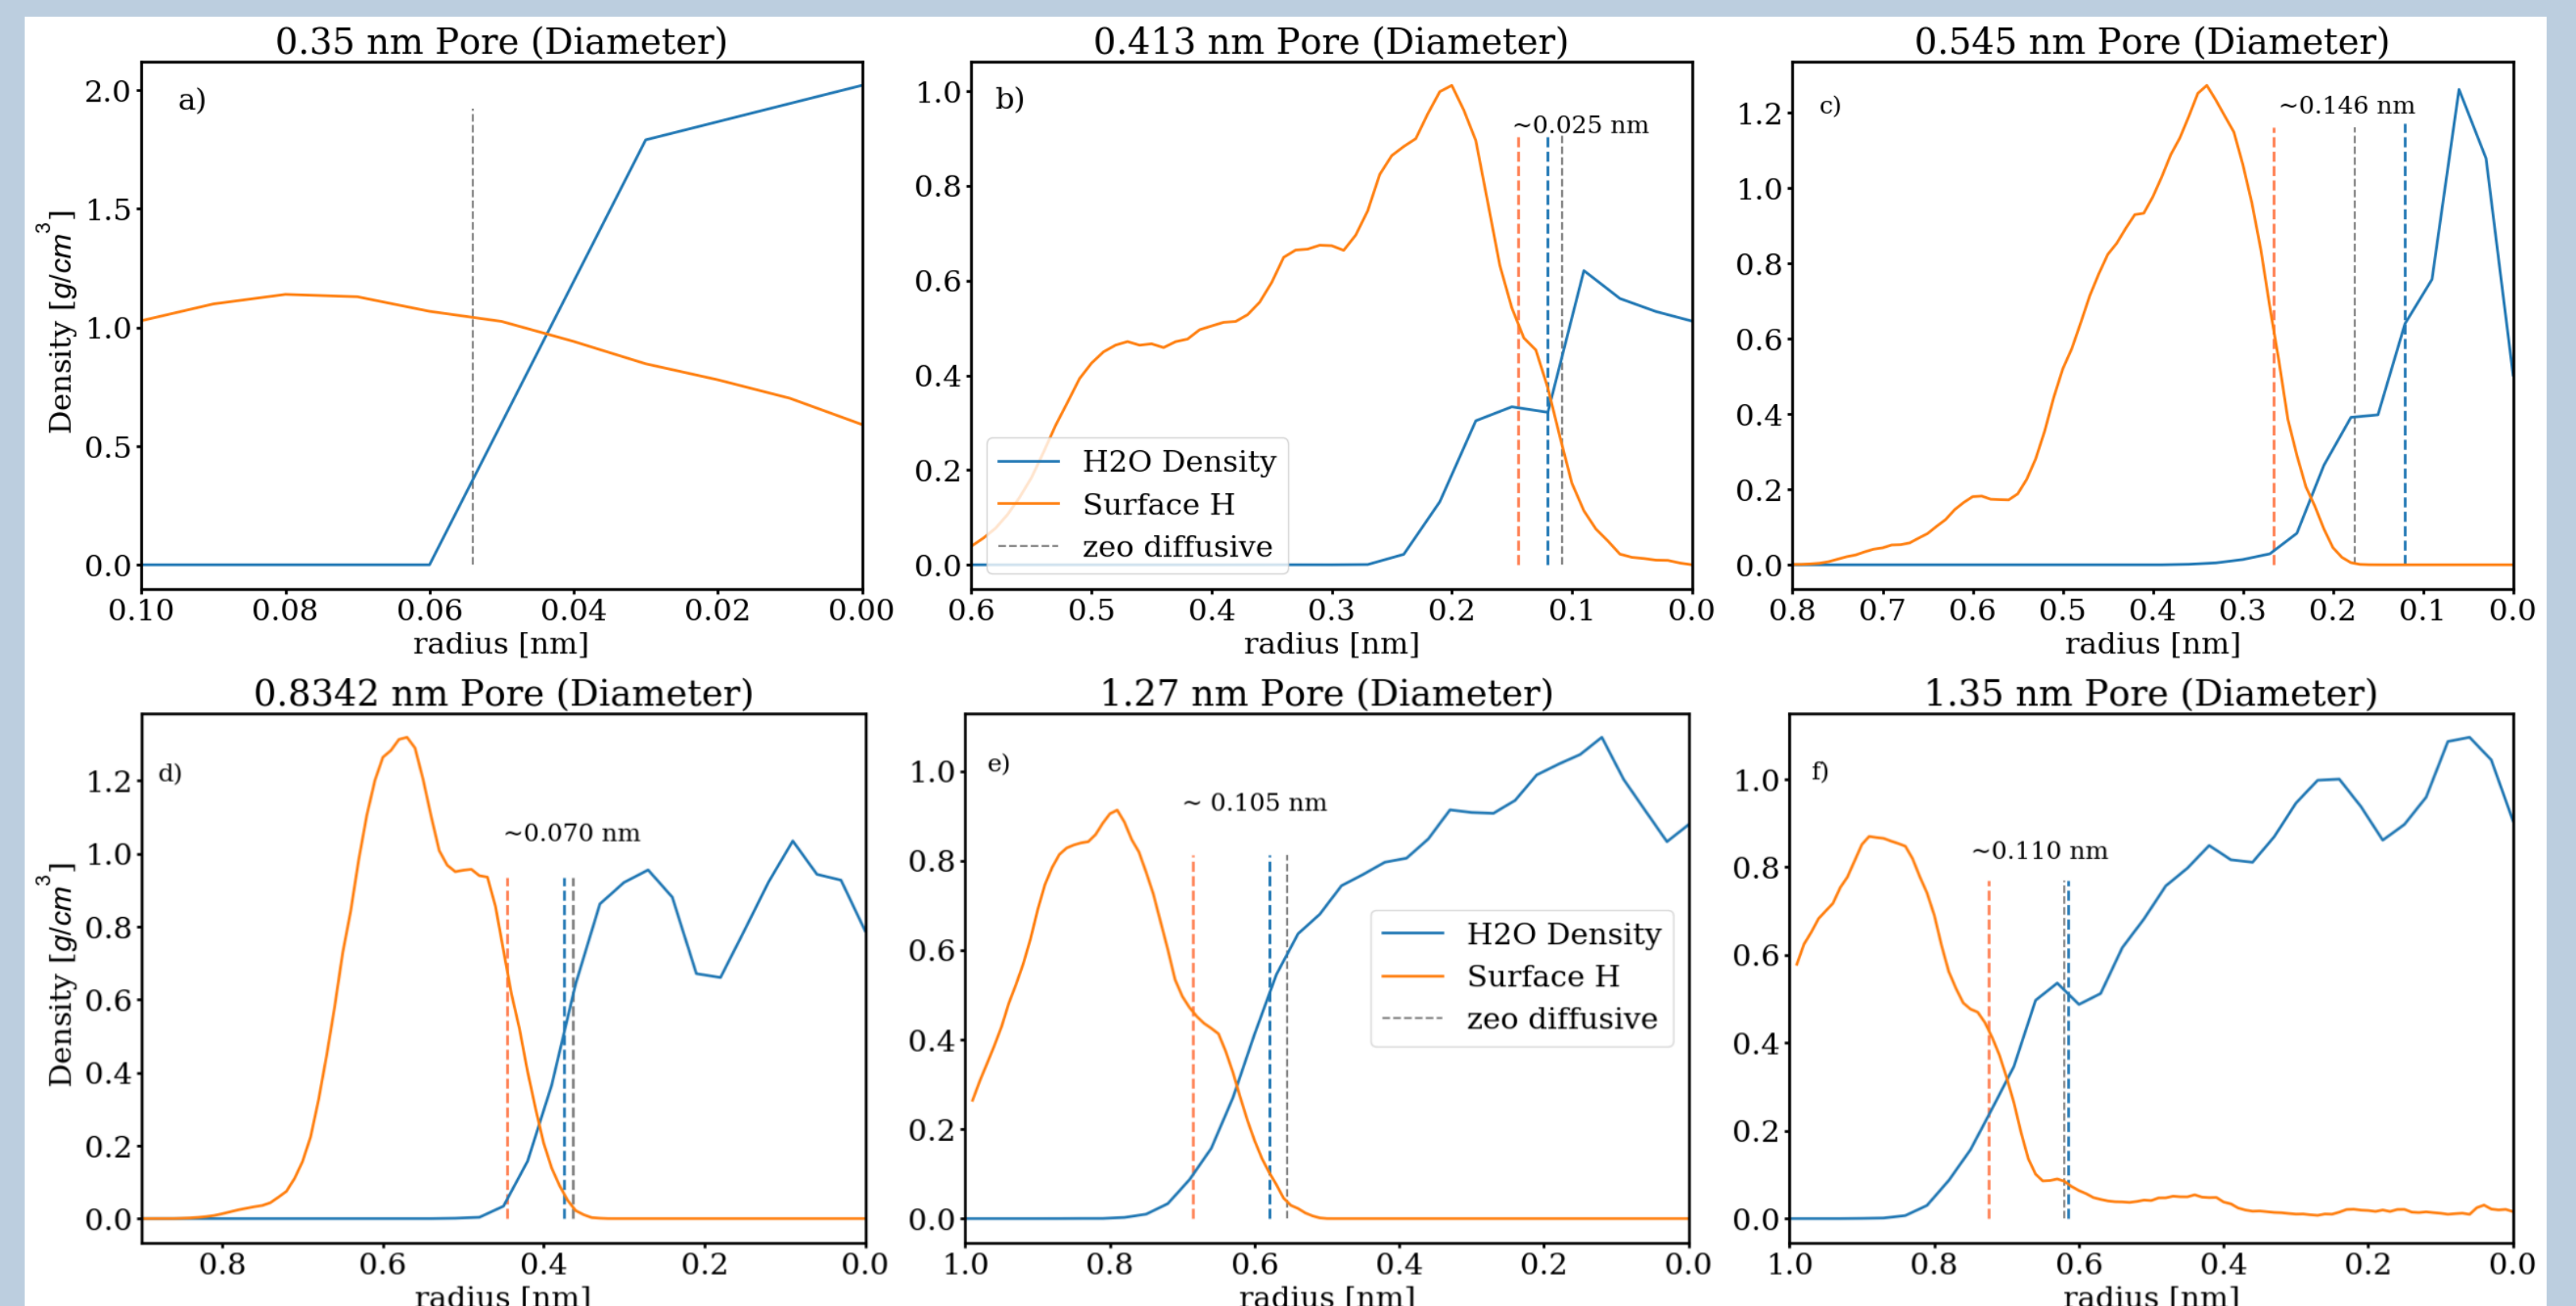 0.35 nm Pore (Diameter)
0.413 nm Pore (Diameter)
0.545 nm Pore (Diameter)
a)
2.0
1.5
1.0
0.5
0.0
Density [g/cm³]
0.10 0.08 0.06 0.04 0.02 0.00
radius [nm]
b)
~0.025 nm
1.0
0.8
0.6
0.4
0.2
0.0
H2O Density
Surface H
zeo diffusive
0.6 0.5 0.4 0.3 0.2 0.1 0.0
radius [nm]
c)
~0.146 nm
1.2
1.0
0.8
0.6
0.4
0.2
0.0
0.8 0.7 0.6 0.5 0.4 0.3 0.2 0.1 0.0
radius [nm]
0.8342 nm Pore (Diameter)
1.27 nm Pore (Diameter)
1.35 nm Pore (Diameter)
d)
~0.070 nm
1.2
1.0
0.8
0.6
0.4
0.2
0.0
Density [g/cm³]
0.8 0.6 0.4 0.2 0.0
radius [nm]
e)
~ 0.105 nm
1.0
0.8
0.6
0.4
0.2
0.0
H2O Density
Surface H
zeo diffusive
1.0 0.8 0.6 0.4 0.2 0.0
radius [nm]
f)
~0.110 nm
1.0
0.8
0.6
0.4
0.2
0.0
1.0 0.8 0.6 0.4 0.2 0.0
radius [nm]